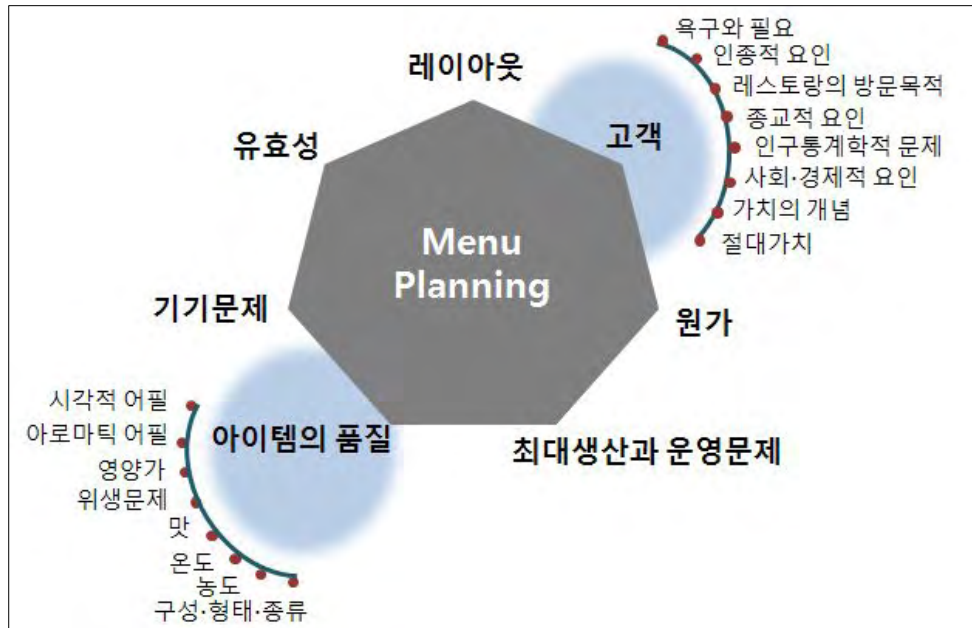 레이아웃
유효성
고객
욕구와 필요
인종적 요인
레스토랑의 방문목적
종교적 요인
인구통계학적 문제
사회·경제적 요인
가치의 개념
절대가치
Menu
Planning
기기문제
원가
아이템의 품질
최대생산과 운영문제
시각적 어필
아로마틱 어필
영양가
위생문제
맛
온도
농도
구성·형태·종류